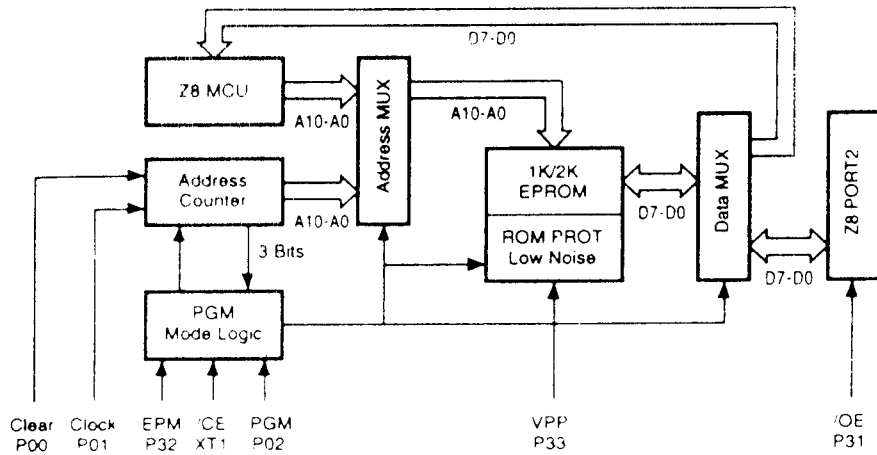 D7-D0
Z8 MCU
A10-A0
Address MUX
A10-A0
Address
Counter
A10-A0
3 Bits
1K/2K
EPROM
ROM PROT
Low Noise
D7-D0
Data MUX
D7-D0
Z8 PORT2
PGM
Mode Logic
Clear
P00
Clock
P01
EPM
P32
/CE
XT1
PGM
P02
VPP
P33
/OE
P31